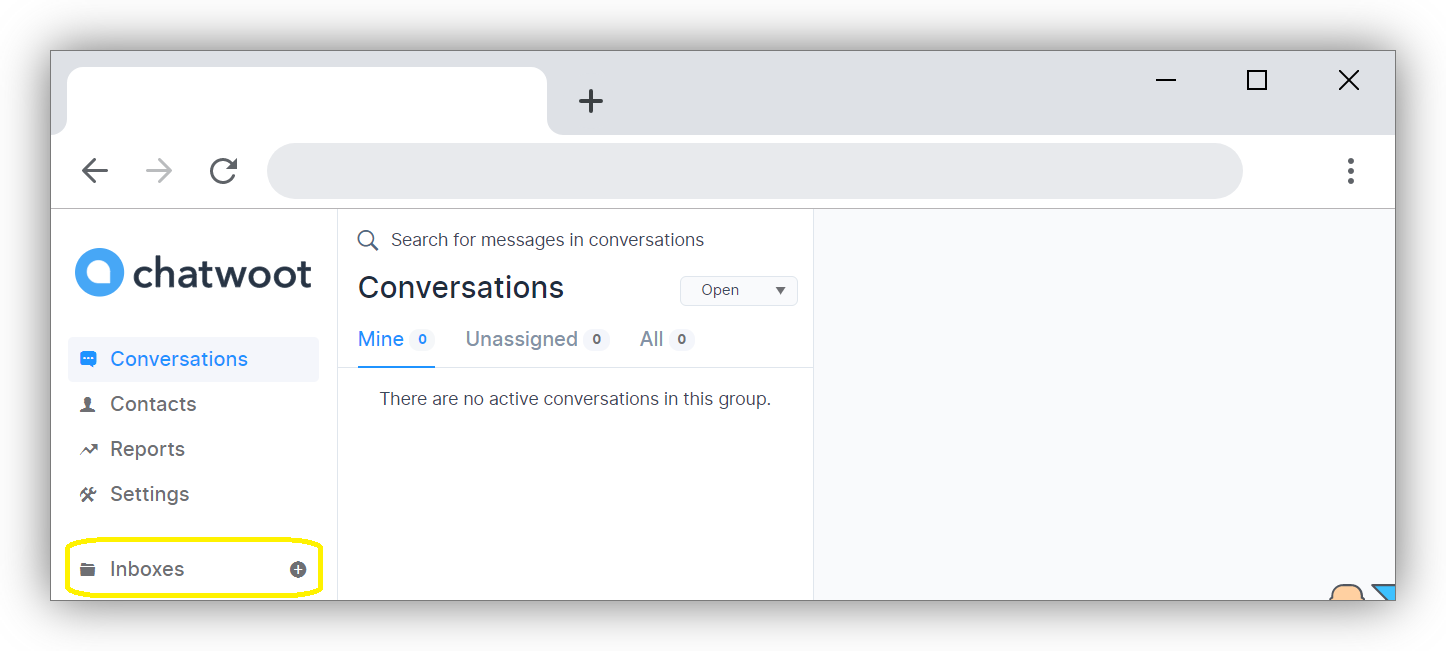 chatwoot
Conversations
Contacts
Reports
Settings
Inboxes
Search for messages in conversations
Conversations
Open
Mine 0 Unassigned 0 All 0
There are no active conversations in this group.